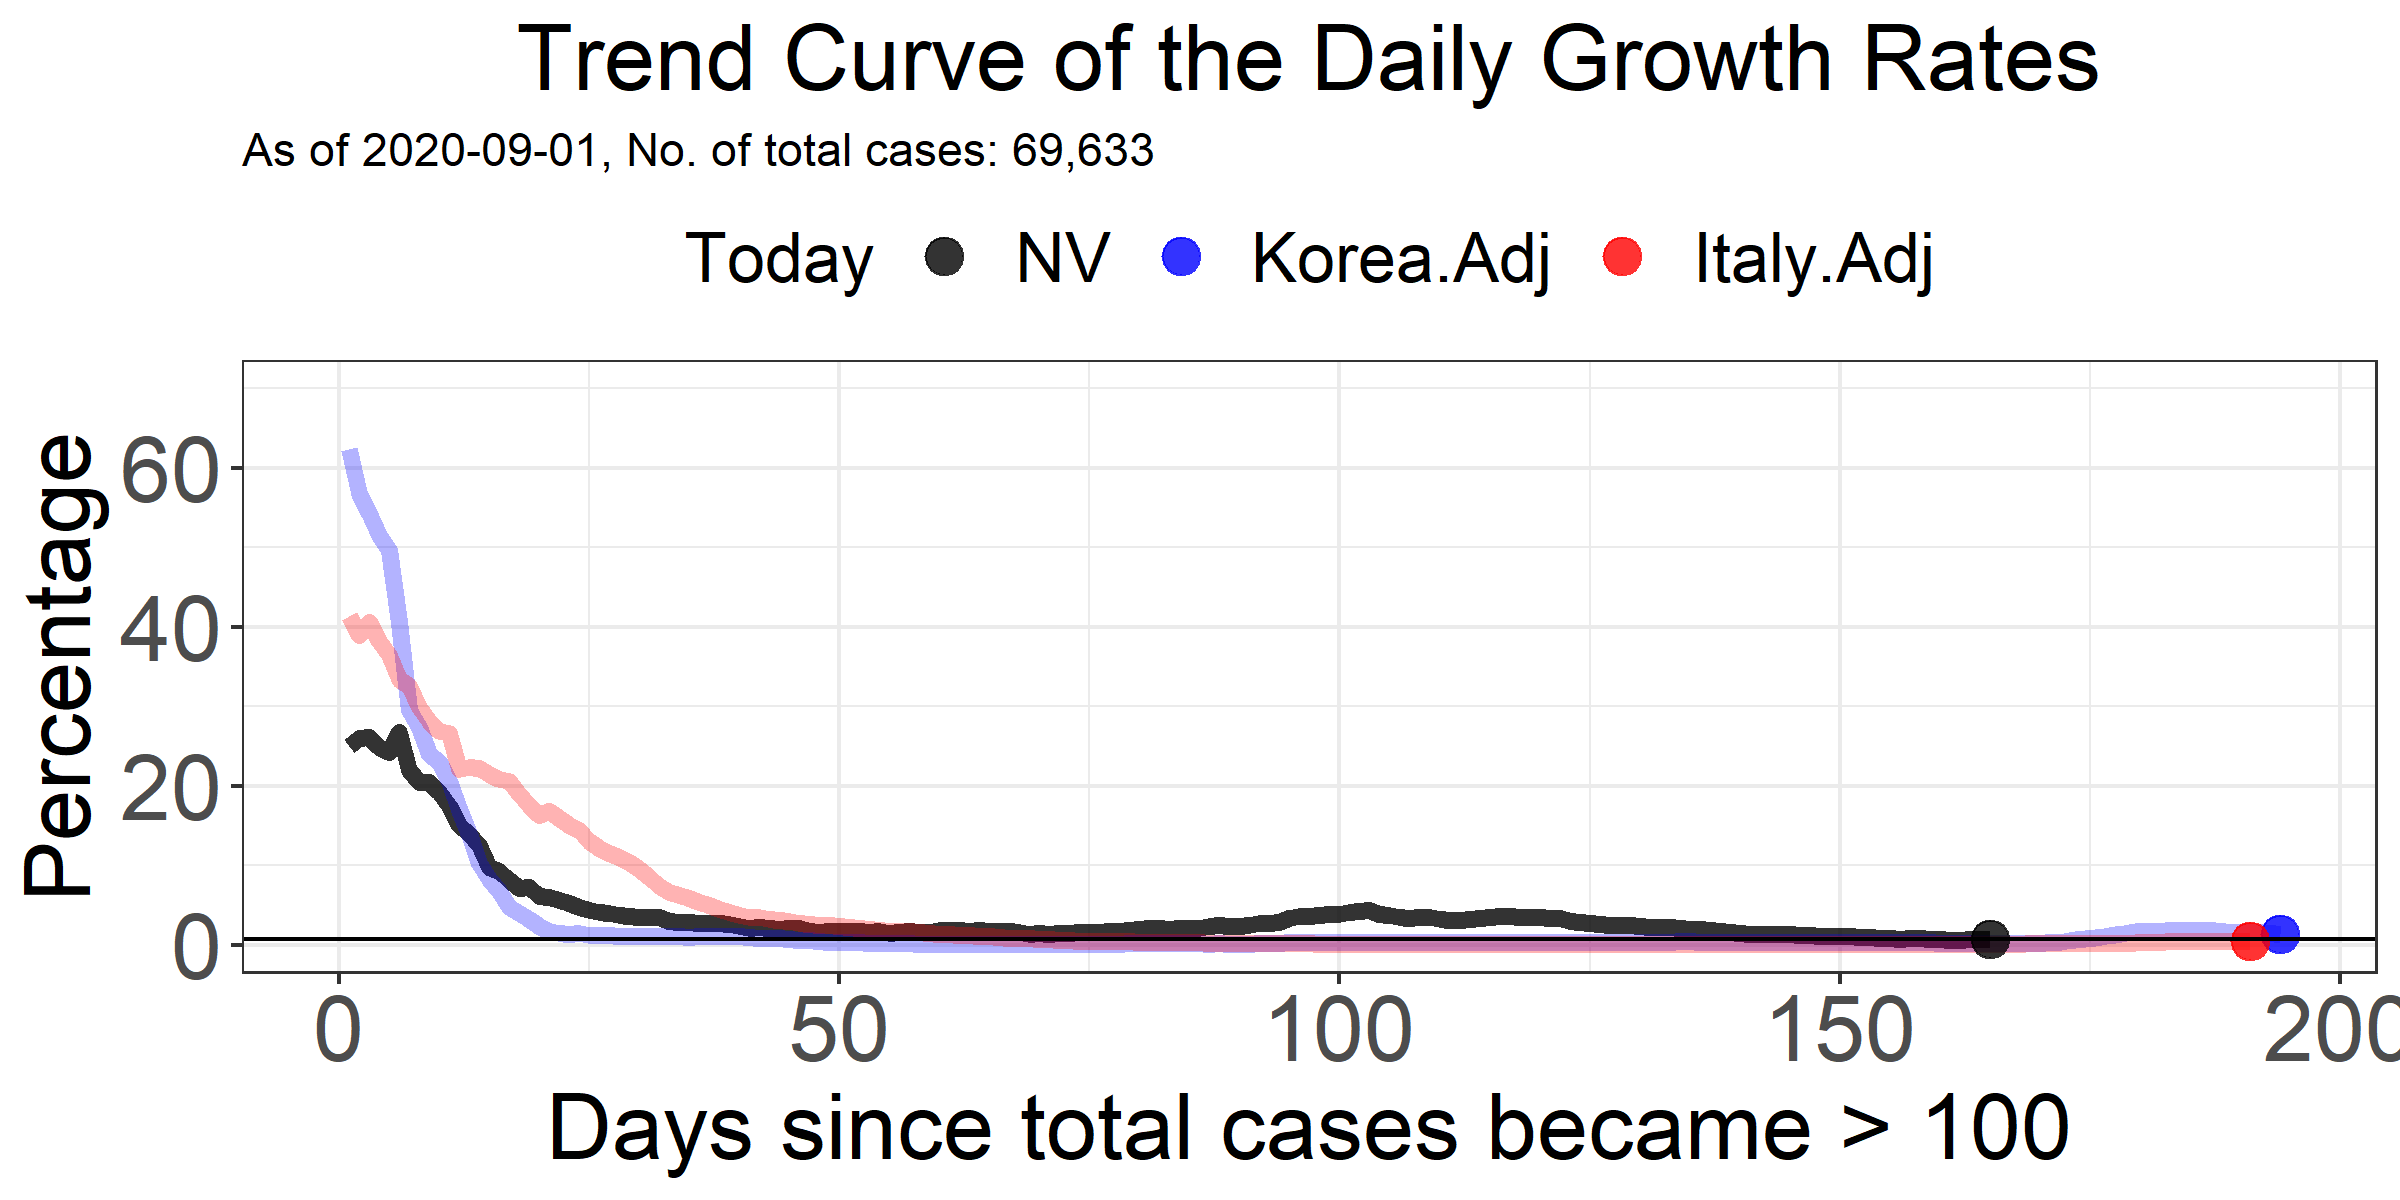 Trend Curve of the Daily Growth Rates
As of 2020-09-01, No. of total cases: 69,633
Today NV Korea.Adj Italy.Adj
Percentage
60
40
20
0
0 50 100 150 200
Days since total cases became > 100